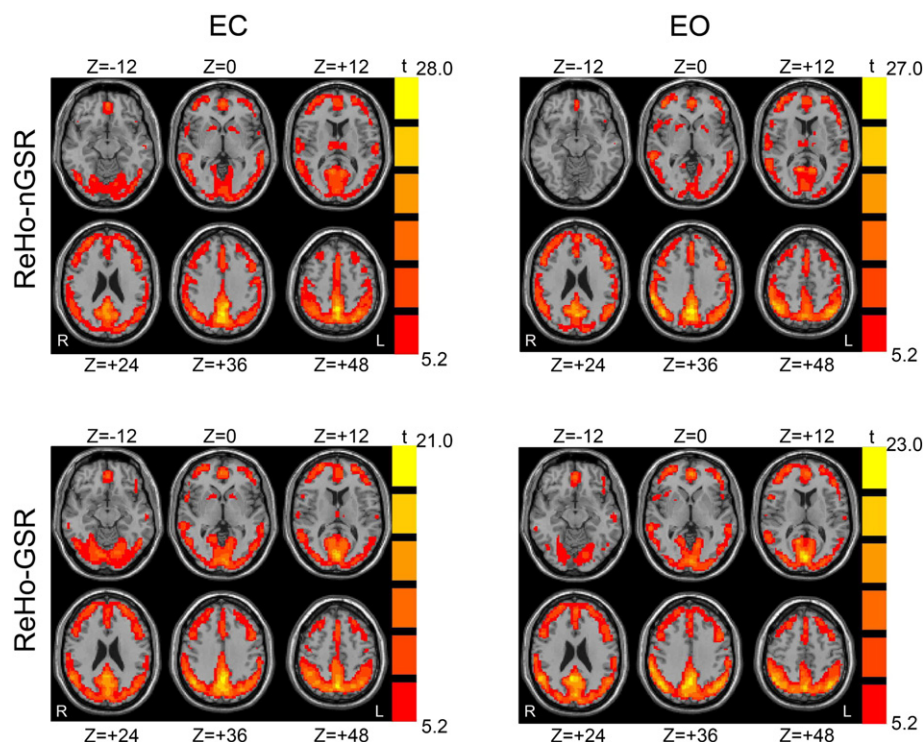 EC EO
Z=-12 Z=0 Z=+12 t 28.0 Z=-12 Z=0 Z=+12 t 27.0
ReHo-nGSR
R L R L
5.2 5.2
Z=+24 Z=+36 Z=+48 Z=+24 Z=+36 Z=+48
Z=-12 Z=0 Z=+12 t 21.0 Z=-12 Z=0 Z=+12 t 23.0
ReHo-GSR
R L R L
5.2 5.2
Z=+24 Z=+36 Z=+48 Z=+24 Z=+36 Z=+48